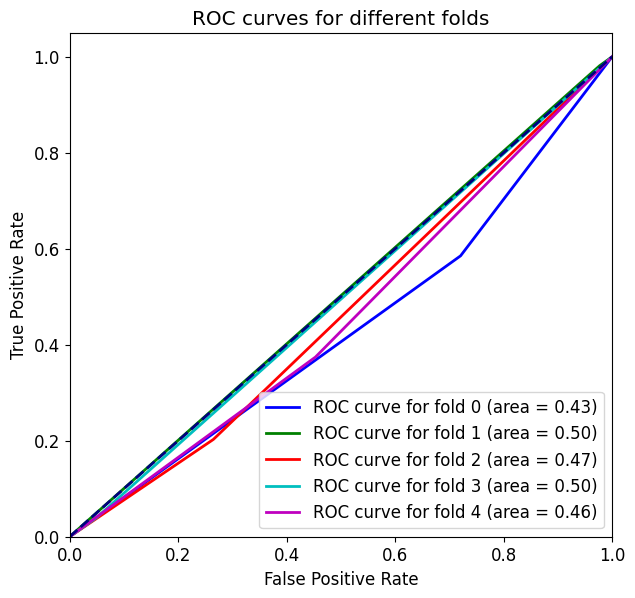 ROC curves for different folds
True Positive Rate
1.0
0.8
0.6
0.4
0.2
0.0
ROC curve for fold 0 (area = 0.43)
ROC curve for fold 1 (area = 0.50)
ROC curve for fold 2 (area = 0.47)
ROC curve for fold 3 (area = 0.50)
ROC curve for fold 4 (area = 0.46)
0.0 0.2 0.4 0.6 0.8 1.0
False Positive Rate